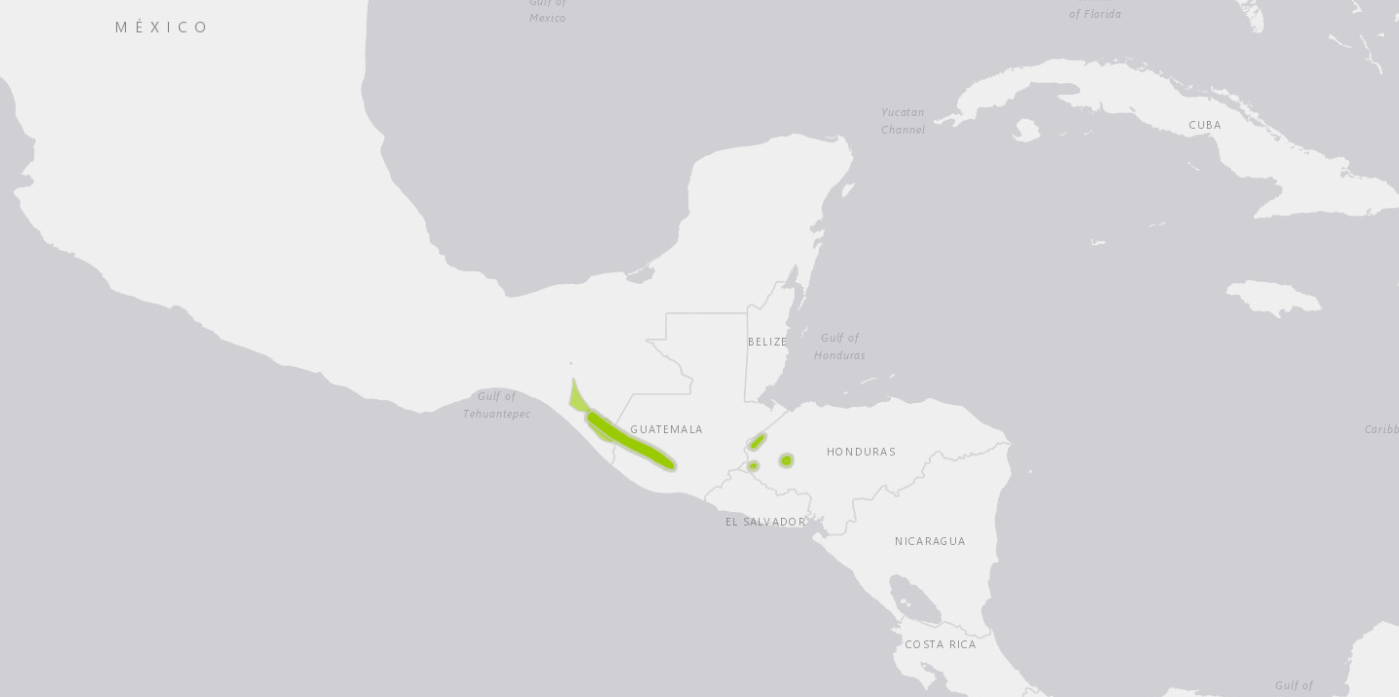 Gulf of
Mexico
of Florida
MÉXICO
Yucatan
Channel
CUBA
BELIZE
Gulf of
Honduras
Gulf of
Tehuantepec
GUATEMALA
HONDURAS
Caribb
EL SALVADOR
NICARAGUA
COSTA RICA
Gulf of